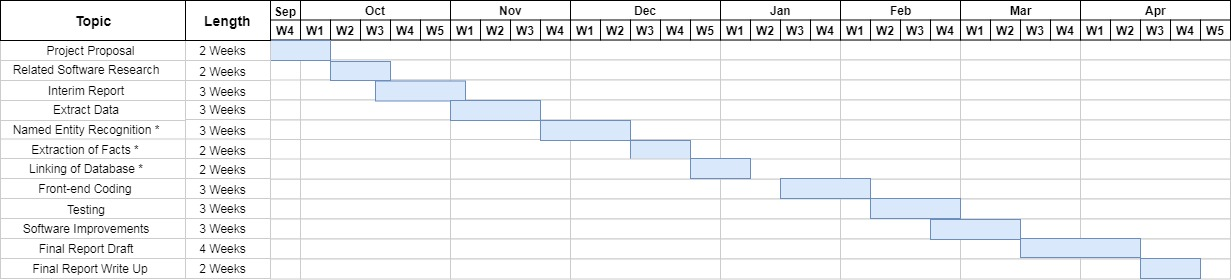 Topic Length Sep Oct Nov Dec Jan Feb Mar Apr
W4 W1 W2 W3 W4 W5 W1 W2 W3 W4 W1 W2 W3 W4 W5 W1 W2 W3 W4 W1 W2 W3 W4 W1 W2 W3 W4 W1 W2 W3 W4 W5
Project Proposal 2 Weeks
Related Software Research 2 Weeks
Interim Report 3 Weeks
Extract Data 3 Weeks
Named Entity Recognition * 3 Weeks
Extraction of Facts * 2 Weeks
Linking of Database * 2 Weeks
Front-end Coding 3 Weeks
Testing 3 Weeks
Software Improvements 3 Weeks
Final Report Draft 4 Weeks
Final Report Write Up 2 Weeks